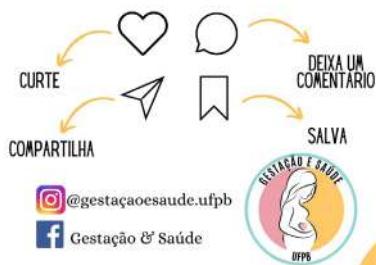 CURTE
DEIXA UM
COMENTÁRIO
COMPARTILHA
SALVA
@gestaçaoesaude.ufpb
Gestação & Saúde
GESTAÇÃO E SAÚDE
UFPB